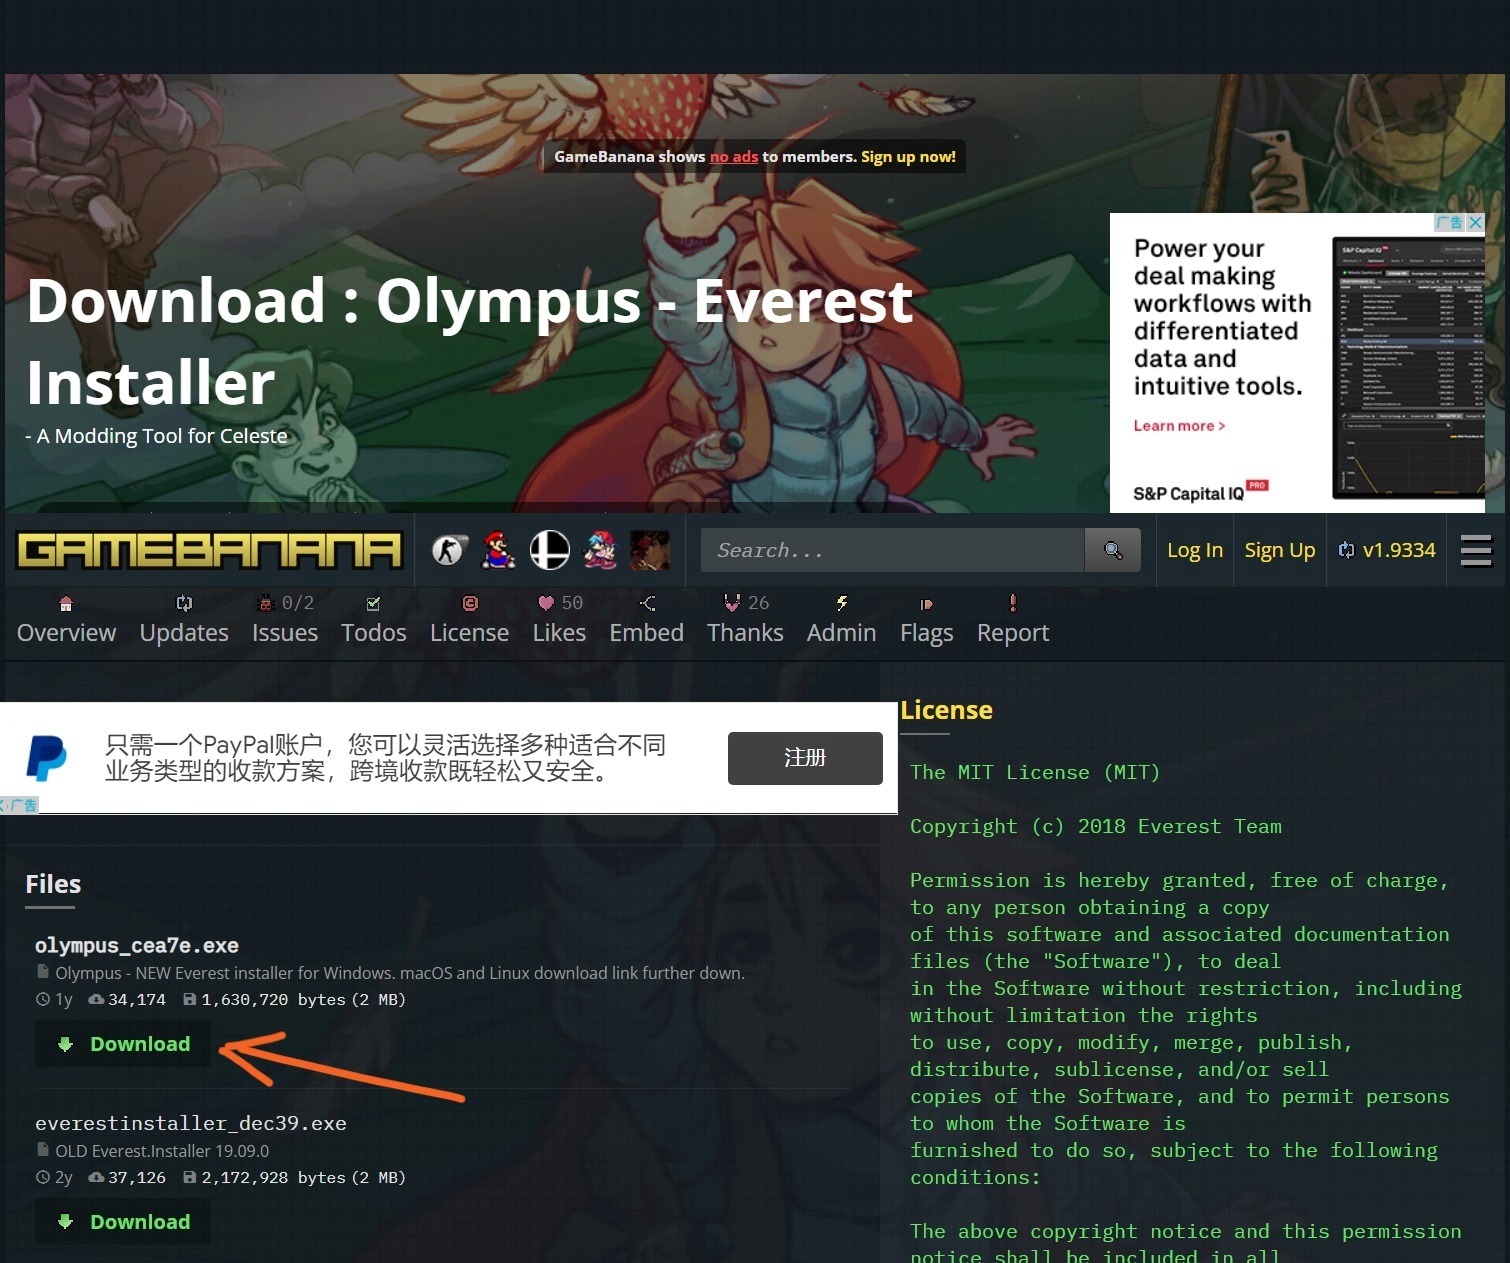 GameBanana shows no ads to members. Sign up now!
广告
Power your
deal making
workflows with
differentiated
data and
intuitive tools.
Learn more >
S&P Capital IQ PRO
S&P Capital IQ
Download : Olympus - Everest
Installer
- A Modding Tool for Celeste
GAMEBANANA
Search...
Log In
Sign Up
v1.9334
0/2
50
26
Overview Updates Issues Todos License Likes Embed Thanks Admin Flags Report
只需一个PayPal账户，您可以灵活选择多种适合不同
业务类型的收款方案，跨境收款既轻松又安全。
注册
广告
Files
olympus_cea7e.exe
Olympus - NEW Everest installer for Windows. macOS and Linux download link further down.
1y 34,174 1,630,720 bytes (2 MB)
Download
everestinstaller_dec39.exe
OLD Everest.Installer 19.09.0
2y 37,126 2,172,928 bytes (2 MB)
Download
License
The MIT License (MIT)
Copyright (c) 2018 Everest Team
Permission is hereby granted, free of charge,
to any person obtaining a copy
of this software and associated documentation
files (the "Software"), to deal
in the Software without restriction, including
without limitation the rights
to use, copy, modify, merge, publish,
distribute, sublicense, and/or sell
copies of the Software, and to permit persons
to whom the Software is
furnished to do so, subject to the following
conditions:
The above copyright notice and this permission
notice shall be included in all